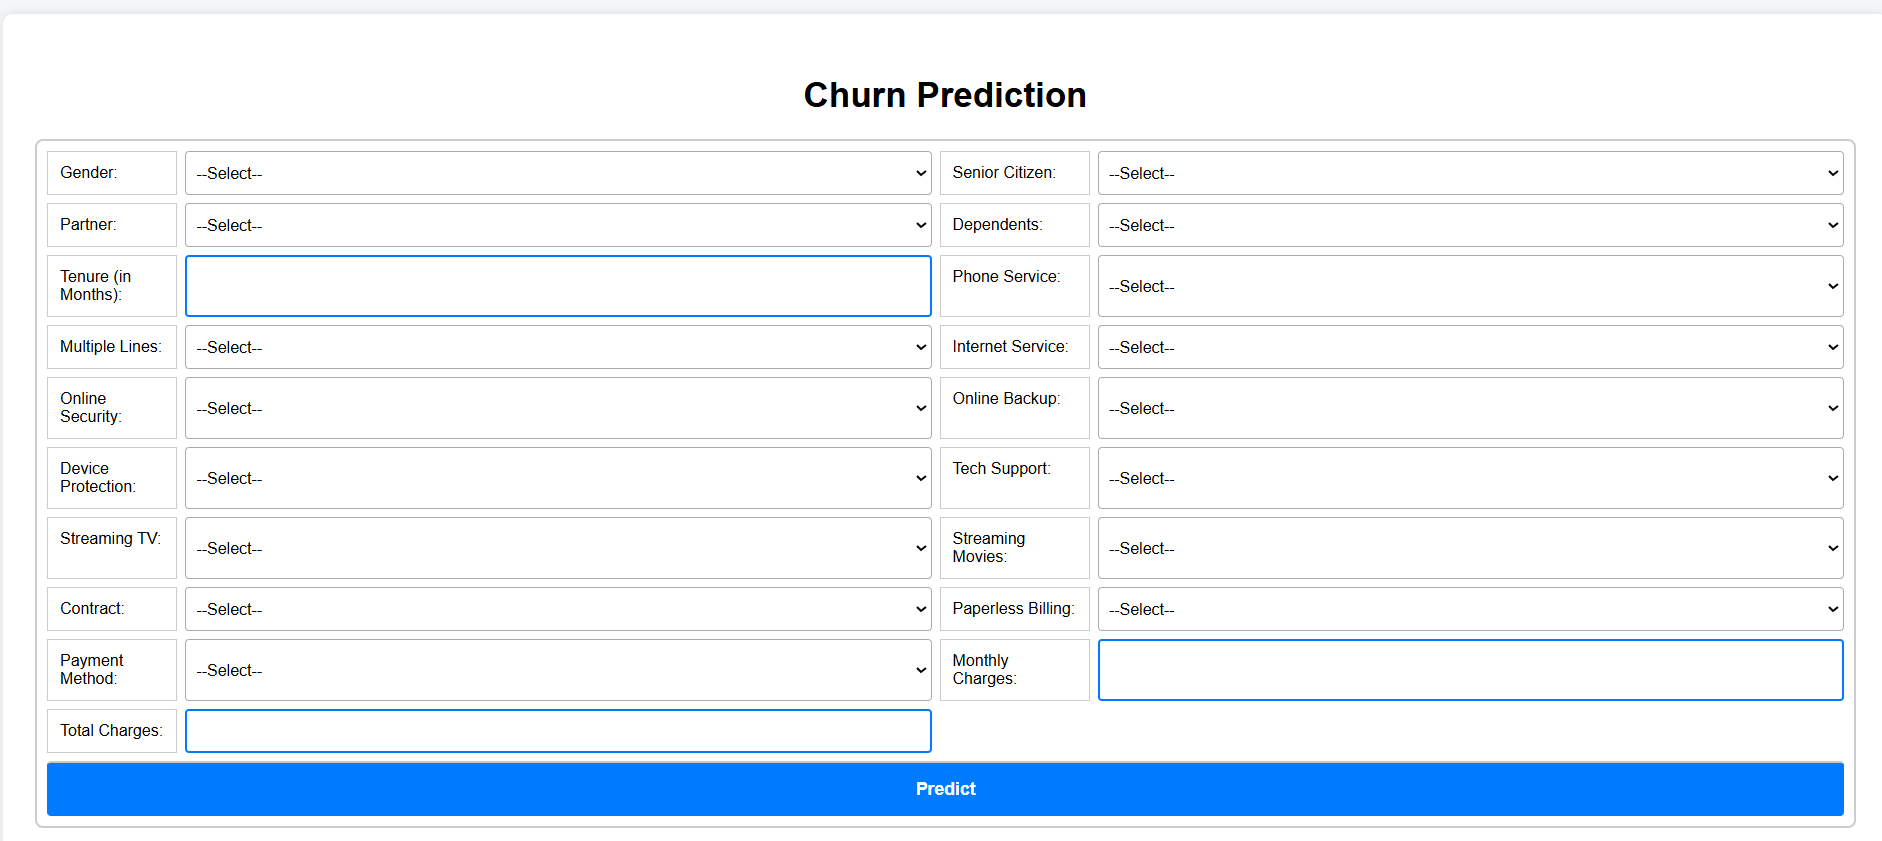 Churn Prediction
Gender:
--Select--
Senior Citizen:
--Select--
Partner:
--Select--
Dependents:
--Select--
Tenure (in
Months):
Phone Service:
--Select--
Multiple Lines:
--Select--
Internet Service:
--Select--
Online
Security:
--Select--
Online Backup:
--Select--
Device
Protection:
--Select--
Tech Support:
--Select--
Streaming TV:
--Select--
Streaming
Movies:
--Select--
Contract:
--Select--
Paperless Billing:
--Select--
Payment
Method:
--Select--
Monthly
Charges:
Total Charges:
Predict